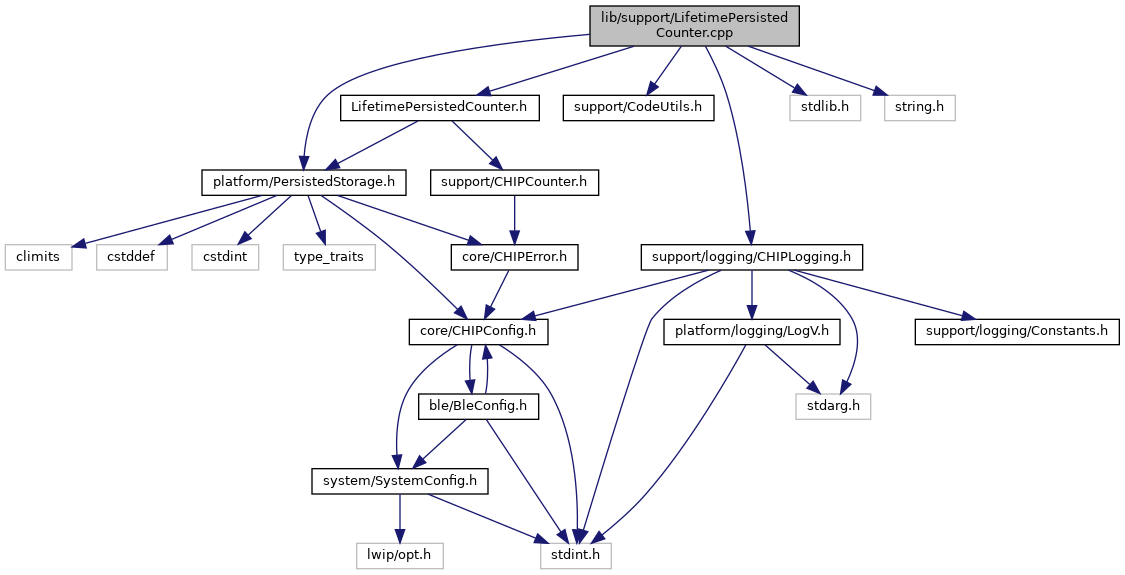 lib/support/LifetimePersisted
Counter.cpp
LifetimePersistedCounter.h
support/CodeUtils.h
stdlib.h
string.h
platform/PersistedStorage.h
support/CHIPCounter.h
climits
cstddef
cstdint
type_traits
core/CHIPError.h
support/logging/CHIPLogging.h
core/CHIPConfig.h
platform/logging/LogV.h
support/logging/Constants.h
ble/BleConfig.h
stdarg.h
system/SystemConfig.h
lwip/opt.h
stdint.h